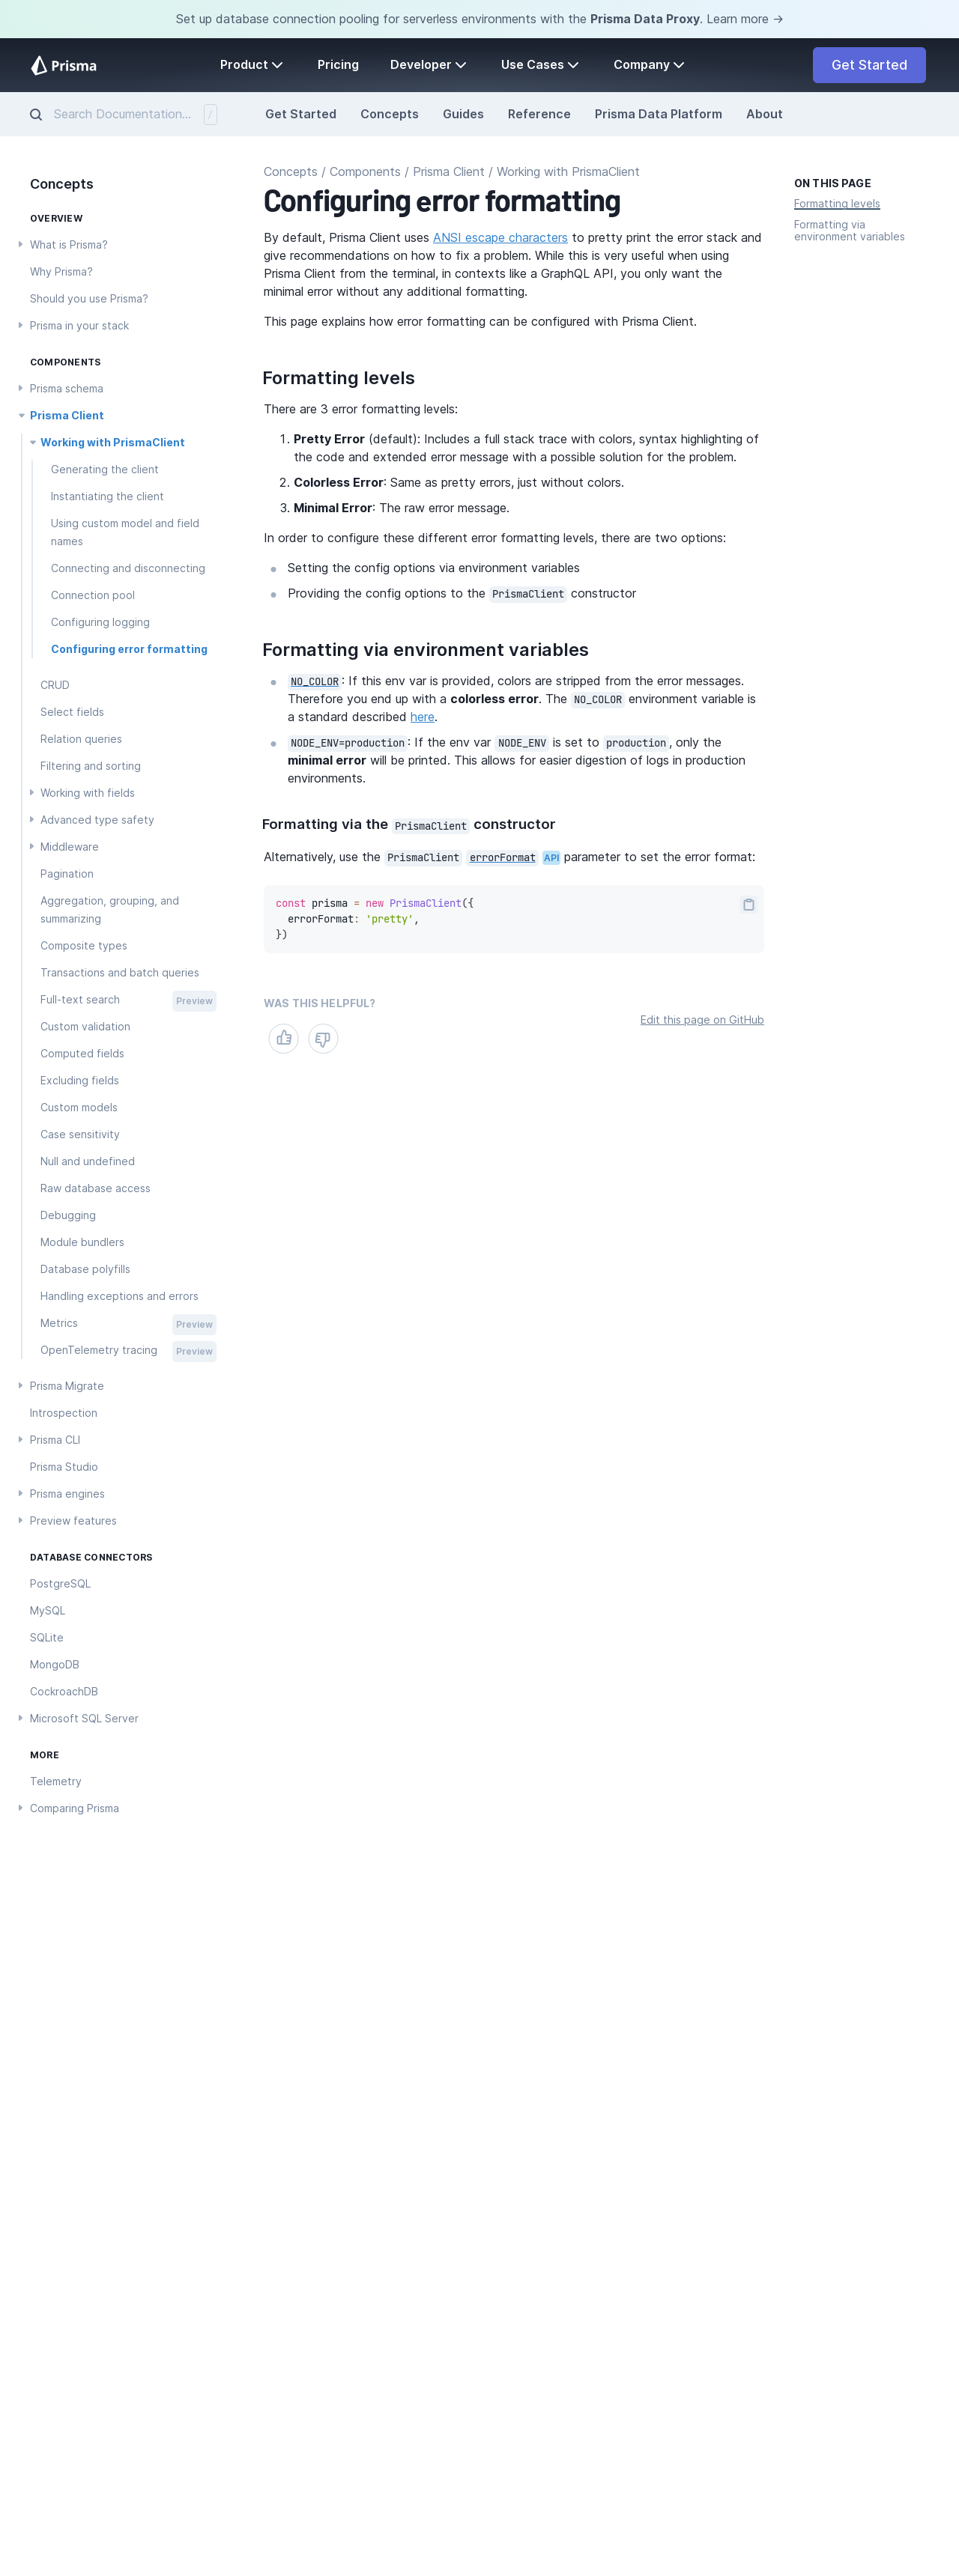 Set up database connection pooling for serverless environments with the Prisma Data Proxy. Learn more →
Prisma
Product
Pricing
Developer
Use Cases
Company
Get Started
Search Documentation...
/
Get Started
Concepts
Guides
Reference
Prisma Data Platform
About
Concepts
OVERVIEW
What is Prisma?
Why Prisma?
Should you use Prisma?
Prisma in your stack
COMPONENTS
Prisma schema
Prisma Client
Working with PrismaClient
Generating the client
Instantiating the client
Using custom model and field
names
Connecting and disconnecting
Connection pool
Configuring logging
Configuring error formatting
CRUD
Select fields
Relation queries
Filtering and sorting
Working with fields
Advanced type safety
Middleware
Pagination
Aggregation, grouping, and
summarizing
Composite types
Transactions and batch queries
Full-text search Preview
Custom validation
Computed fields
Excluding fields
Custom models
Case sensitivity
Null and undefined
Raw database access
Debugging
Module bundlers
Database polyfills
Handling exceptions and errors
Metrics Preview
OpenTelemetry tracing Preview
Prisma Migrate
Introspection
Prisma CLI
Prisma Studio
Prisma engines
Preview features
DATABASE CONNECTORS
PostgreSQL
MySQL
SQLite
MongoDB
CockroachDB
Microsoft SQL Server
MORE
Telemetry
Comparing Prisma
Concepts / Components / Prisma Client / Working with PrismaClient
Configuring error formatting
By default, Prisma Client uses ANSI escape characters to pretty print the error stack and
give recommendations on how to fix a problem. While this is very useful when using
Prisma Client from the terminal, in contexts like a GraphQL API, you only want the
minimal error without any additional formatting.
This page explains how error formatting can be configured with Prisma Client.
Formatting levels
There are 3 error formatting levels:
1. Pretty Error (default): Includes a full stack trace with colors, syntax highlighting of
the code and extended error message with a possible solution for the problem.
2. Colorless Error: Same as pretty errors, just without colors.
3. Minimal Error: The raw error message.
In order to configure these different error formatting levels, there are two options:
Setting the config options via environment variables
Providing the config options to the PrismaClient constructor
Formatting via environment variables
NO_COLOR: If this env var is provided, colors are stripped from the error messages.
Therefore you end up with a colorless error. The NO_COLOR environment variable is
a standard described here.
NODE_ENV=production: If the env var NODE_ENV is set to production, only the
minimal error will be printed. This allows for easier digestion of logs in production
environments.
Formatting via the PrismaClient constructor
Alternatively, use the PrismaClient errorFormat API parameter to set the error format:
const prisma = new PrismaClient({
  errorFormat: 'pretty',
})
WAS THIS HELPFUL?
Edit this page on GitHub
ON THIS PAGE
Formatting levels
Formatting via
environment variables